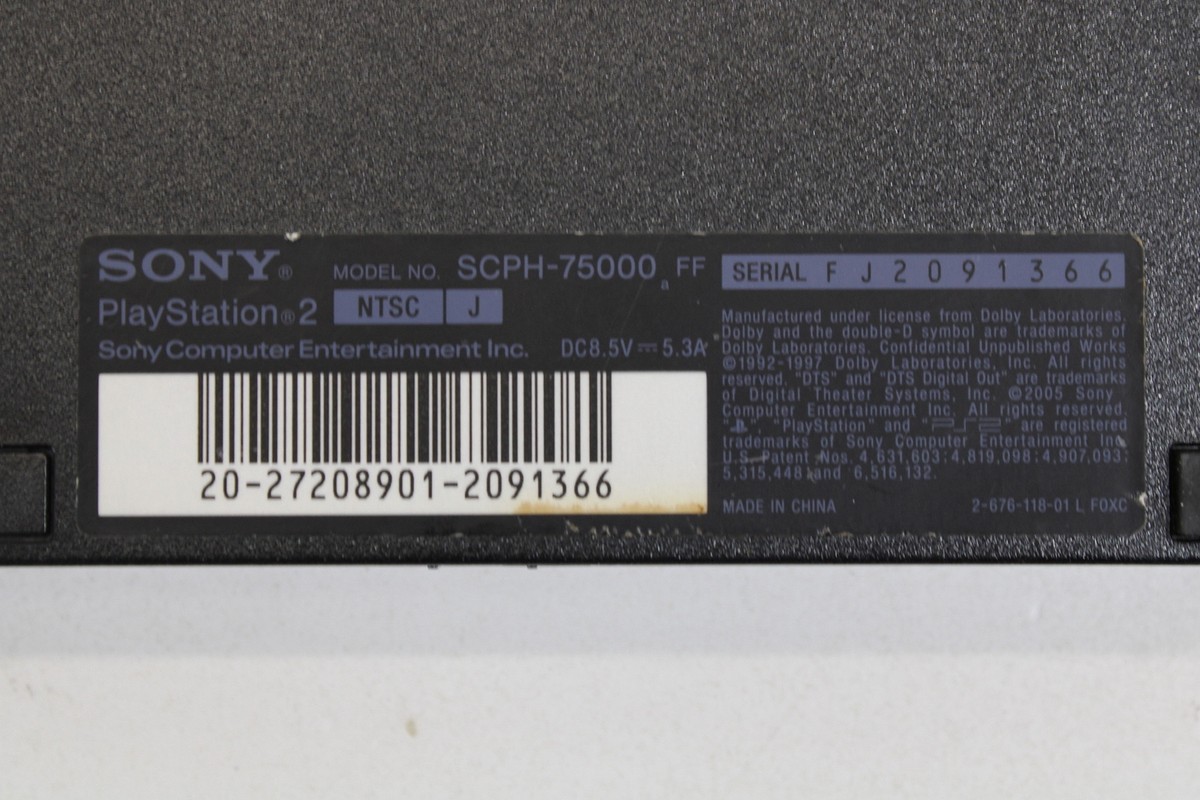 SONY®
MODEL NO. SCPH-75000 a FF
PlayStation®2 NTSC J
Sony Computer Entertainment Inc. DC8.5V ⎓ 5.3A
20-27208901-2091366
SERIAL F J 2 0 9 1 3 6 6
Manufactured under license from Dolby Laboratories.
Dolby and the double-D symbol are trademarks of
Dolby Laboratories. Confidential Unpublished Works
©1992-1997 Dolby Laboratories, Inc. All rights
reserved. "DTS" and "DTS Digital Out" are trademarks
of Digital Theater Systems, Inc. ©2005 Sony
Computer Entertainment Inc. All rights reserved.
"PS", "PlayStation" and "PS2" are registered
trademarks of Sony Computer Entertainment Inc.
U.S. Patent Nos. 4,631,603:4,819,098:4,907,093:
5,315,448:and 6,516,132.
MADE IN CHINA 2-676-118-01 L FOXC